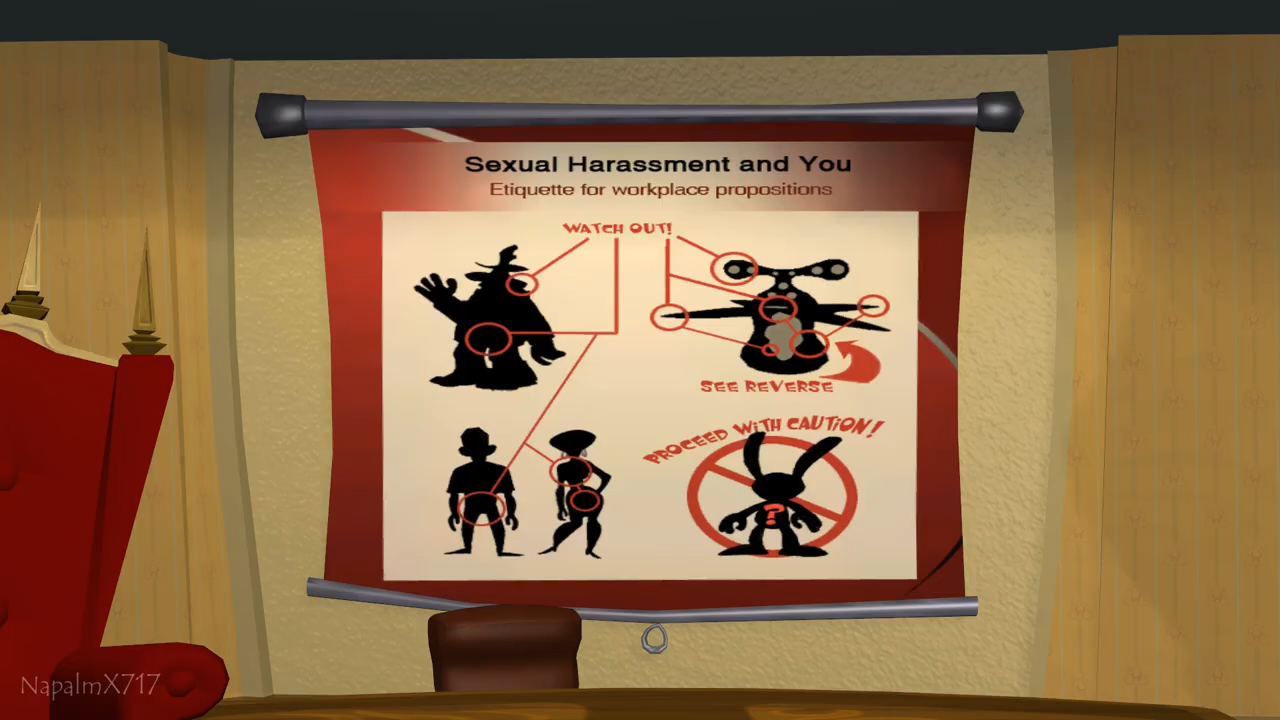 Sexual Harassment and You
Etiquette for workplace propositions
WATCH OUT!
SEE REVERSE
PROCEED WITH CAUTION!
?
NapalmX717